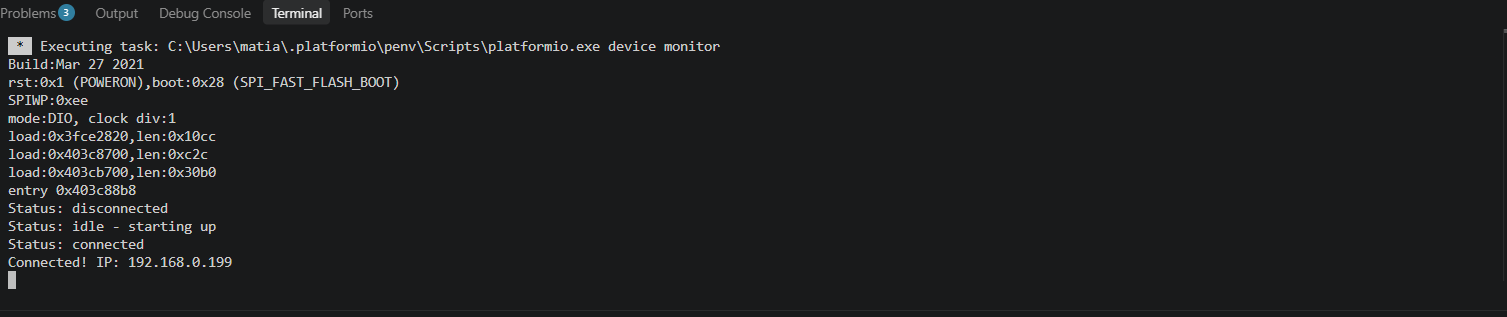 Problems 3 Output Debug Console Terminal Ports
* Executing task: C:\Users\matia\.platformio\penv\Scripts\platformio.exe device monitor
Build:Mar 27 2021
rst:0x1 (POWERON),boot:0x28 (SPI_FAST_FLASH_BOOT)
SPIWP:0xee
mode:DIO, clock div:1
load:0x3fce2820,len:0x10cc
load:0x403c8700,len:0xc2c
load:0x403cb700,len:0x30b0
entry 0x403c88b8
Status: disconnected
Status: idle - starting up
Status: connected
Connected! IP: 192.168.0.199